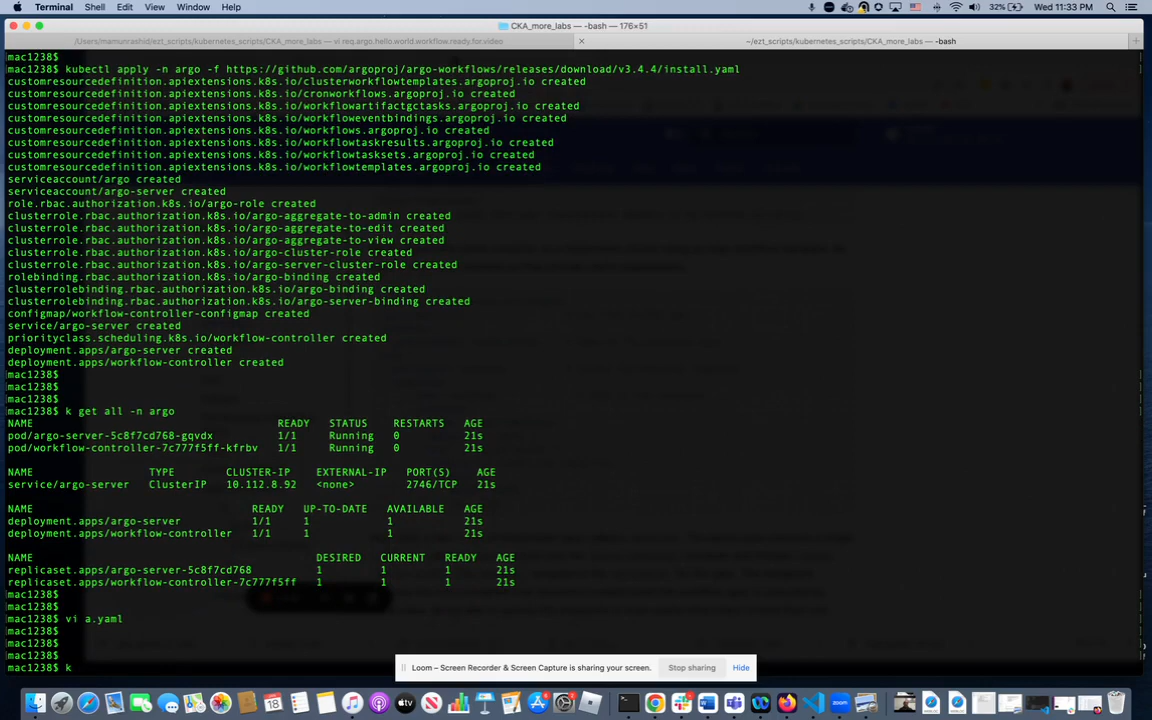 Terminal Shell Edit View Window Help 32% Wed 11:33 PM
CKA_more_labs — -bash — 176×51
/Users/mamunrashid/ezt_scripts/kubernetes_scripts/CKA_more_labs — vi req.argo.hello.world.workflow.ready.for.video ~/ezt_scripts/kubernetes_scripts/CKA_more_labs — -bash
mac1238$
mac1238$ kubectl apply -n argo -f https://github.com/argoproj/argo-workflows/releases/download/v3.4.4/install.yaml
customresourcedefinition.apiextensions.k8s.io/clusterworkflowtemplates.argoproj.io created
customresourcedefinition.apiextensions.k8s.io/cronworkflows.argoproj.io created
customresourcedefinition.apiextensions.k8s.io/workflowartifactgctasks.argoproj.io created
customresourcedefinition.apiextensions.k8s.io/workfloweventbindings.argoproj.io created
customresourcedefinition.apiextensions.k8s.io/workflows.argoproj.io created
customresourcedefinition.apiextensions.k8s.io/workflowtaskresults.argoproj.io created
customresourcedefinition.apiextensions.k8s.io/workflowtasksets.argoproj.io created
customresourcedefinition.apiextensions.k8s.io/workflowtemplates.argoproj.io created
serviceaccount/argo created
serviceaccount/argo-server created
role.rbac.authorization.k8s.io/argo-role created
clusterrole.rbac.authorization.k8s.io/argo-aggregate-to-admin created
clusterrole.rbac.authorization.k8s.io/argo-aggregate-to-edit created
clusterrole.rbac.authorization.k8s.io/argo-aggregate-to-view created
clusterrole.rbac.authorization.k8s.io/argo-cluster-role created
clusterrole.rbac.authorization.k8s.io/argo-server-cluster-role created
rolebinding.rbac.authorization.k8s.io/argo-binding created
clusterrolebinding.rbac.authorization.k8s.io/argo-binding created
clusterrolebinding.rbac.authorization.k8s.io/argo-server-binding created
configmap/workflow-controller-configmap created
service/argo-server created
priorityclass.scheduling.k8s.io/workflow-controller created
deployment.apps/argo-server created
deployment.apps/workflow-controller created
mac1238$
mac1238$
mac1238$
mac1238$ k get all -n argo
NAME READY STATUS RESTARTS AGE
pod/argo-server-5c8f7cd768-gqvdx 1/1 Running 0 21s
pod/workflow-controller-7c777f5ff-kfrbv 1/1 Running 0 21s
NAME TYPE CLUSTER-IP EXTERNAL-IP PORT(S) AGE
service/argo-server ClusterIP 10.112.8.92 <none> 2746/TCP 21s
NAME READY UP-TO-DATE AVAILABLE AGE
deployment.apps/argo-server 1/1 1 1 21s
deployment.apps/workflow-controller 1/1 1 1 21s
NAME DESIRED CURRENT READY AGE
replicaset.apps/argo-server-5c8f7cd768 1 1 1 21s
replicaset.apps/workflow-controller-7c777f5ff 1 1 1 21s
mac1238$
mac1238$
mac1238$ vi a.yaml
mac1238$
mac1238$
mac1238$
mac1238$ k
Loom – Screen Recorder & Screen Capture is sharing your screen. Stop sharing Hide